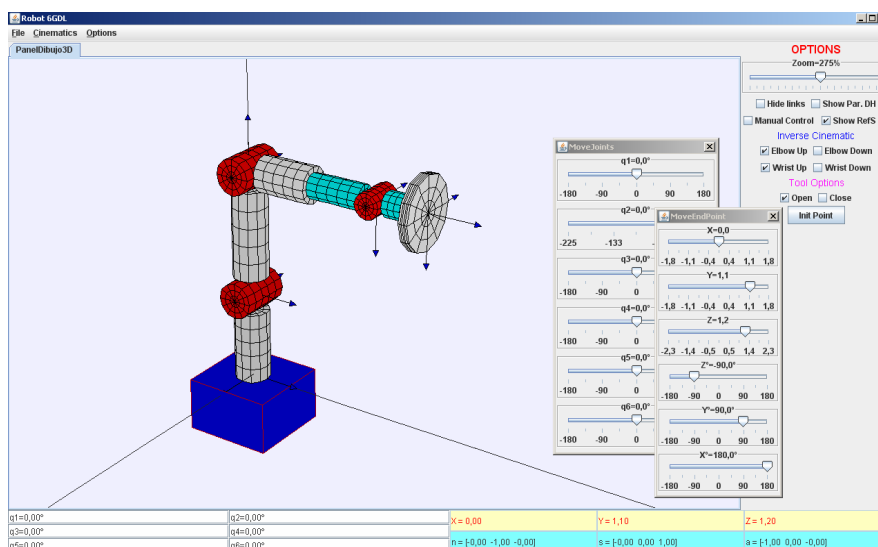 Robot 6GDL
File Cinematics Options
PanelDibujo3D
OPTIONS
Zoom=275%
Hide links Show Par. DH
Manual Control Show RefS
Inverse Cinematic
Elbow Up Elbow Down
Wrist Up Wrist Down
Tool Options
Open Close
Init Point
MoveJoints
q1=0,0°
-180 -90 0 90 180
q2=0,0°
-225 -133
q3=0,0°
-180 -90 0
q4=0,0°
-180 -90 0
q5=0,0°
-180 -90 0
q6=0,0°
-180 -90 0
MoveEndPoint
X=0,0
-1,8 -1,1 -0,4 0,4 1,1 1,8
Y=1,1
-1,8 -1,1 -0,4 0,4 1,1 1,8
Z=1,2
-2,3 -1,4 -0,5 0,5 1,4 2,3
Z°=-90,0°
-180 -90 0 90 180
Y°=90,0°
-180 -90 0 90 180
X°=180,0°
-180 -90 0 90 180
q1=0,00° q2=0,00° X = 0,00 Y = 1,10 Z = 1,20
q3=0,00° q4=0,00°
q5=0,00° q6=0,00° n = [-0,00 -1,00 -0,00] s = [-0,00 0,00 1,00] a = [-1,00 0,00 -0,00]